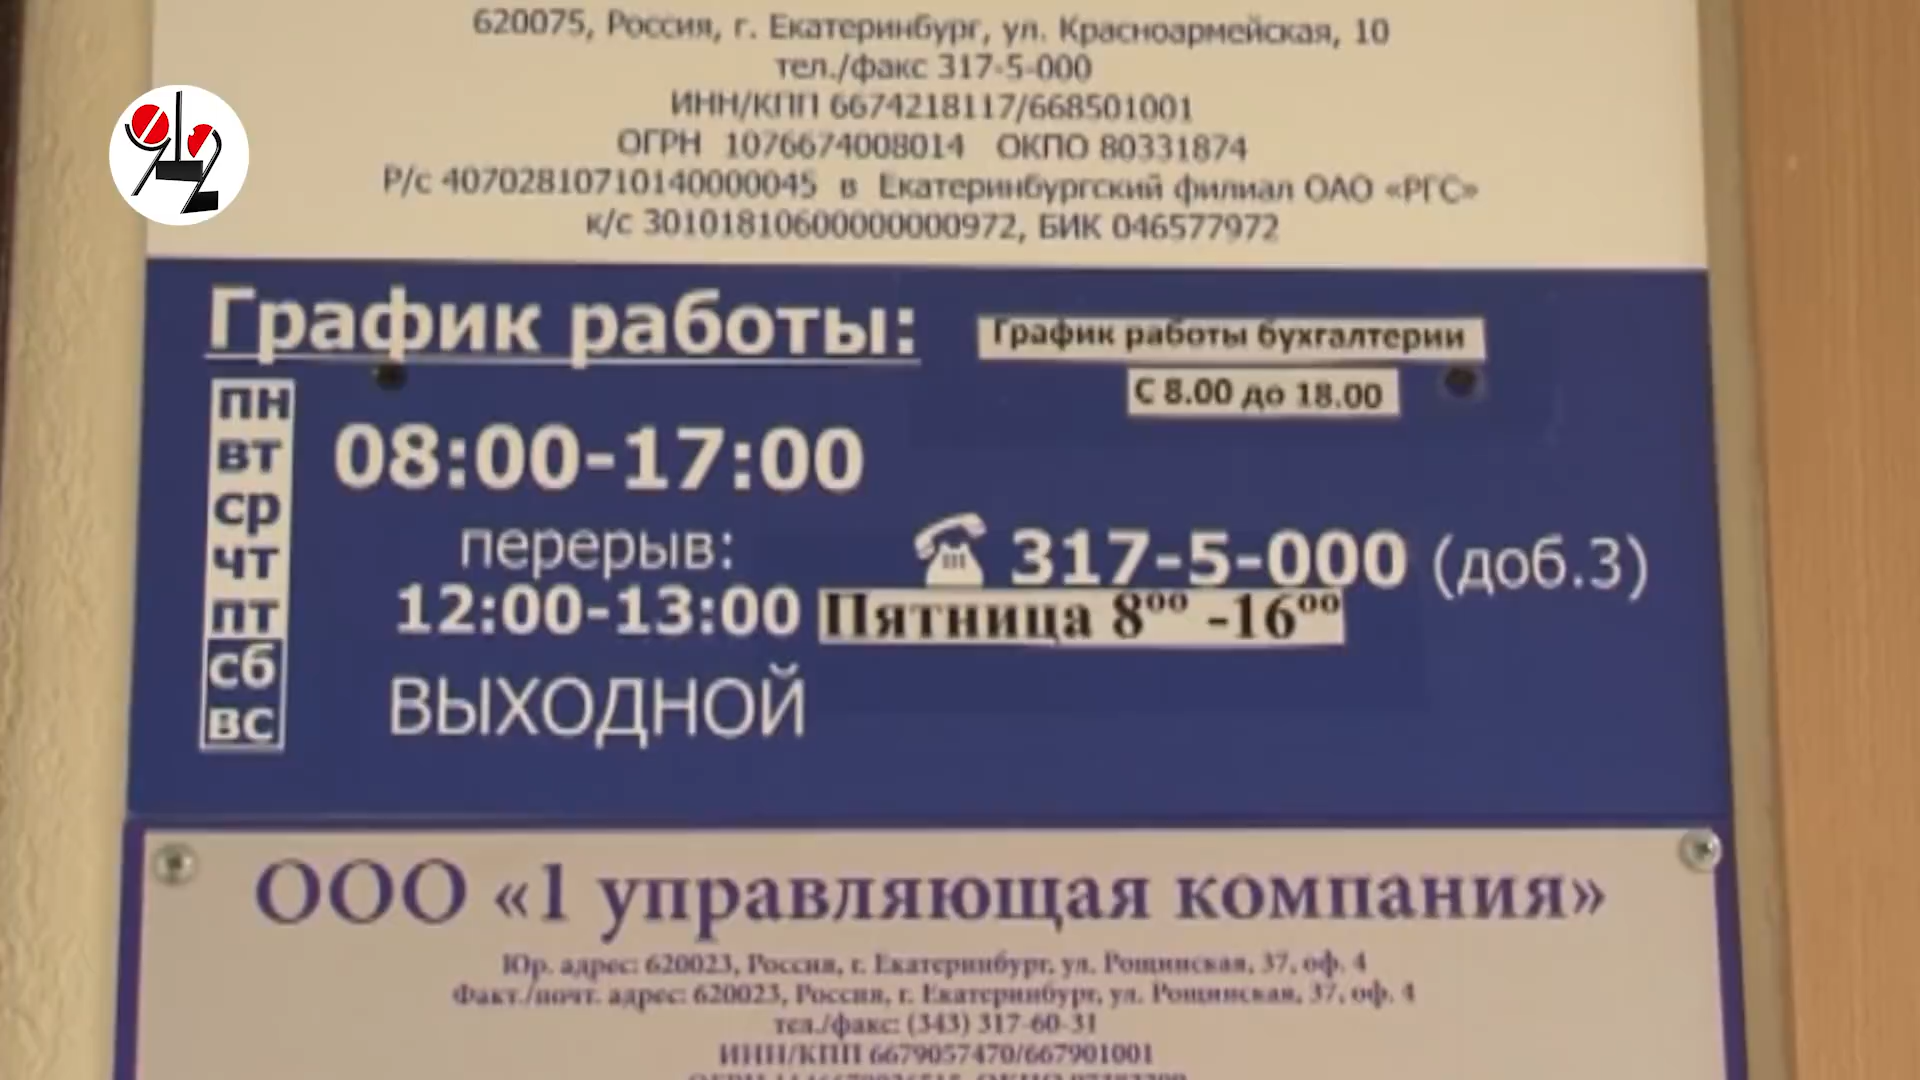 620075, Россия, г. Екатеринбург, ул. Красноармейская, 10
тел./факс 317-5-000
ИНН/КПП 6674218117/668501001
ОГРН 1076674008014 ОКПО 80331874
Р/с 40702810710140000045 в Екатеринбургский филиал ОАО «РГС»
к/с 30101810600000000972, БИК 046577972
График работы:
График работы бухгалтерии
С 8.00 до 18.00
пн
вт
ср
чт
пт
сб
вс
08:00-17:00
перерыв:
12:00-13:00
317-5-000 (доб.3)
Пятница 8⁰⁰ -16⁰⁰
ВЫХОДНОЙ
ООО «1 управляющая компания»
Юр. адрес: 620023, Россия, г. Екатеринбург, ул. Рощинская, 37, оф. 4
Факт./почт. адрес: 620023, Россия, г. Екатеринбург, ул. Рощинская, 37, оф. 4
тел./факс: (343) 317-60-31
ИНН/КПП 6679057470/667901001